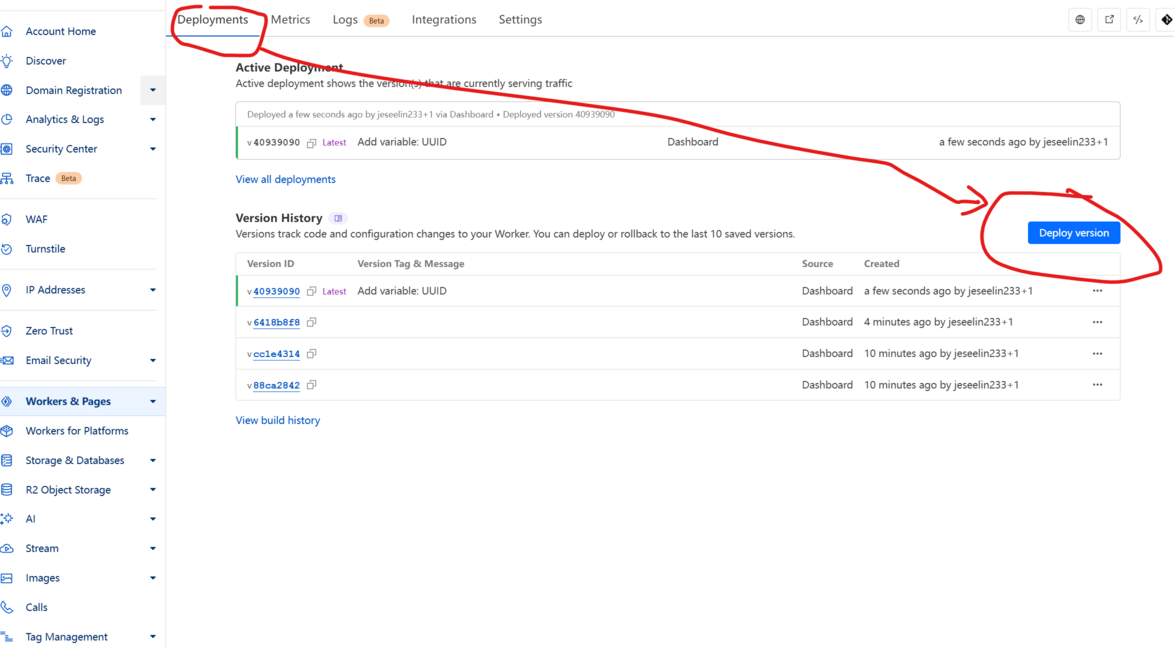 Deployments Metrics Logs Beta Integrations Settings
Account Home
Discover
Domain Registration
Analytics & Logs
Security Center
Trace Beta
WAF
Turnstile
IP Addresses
Zero Trust
Email Security
Workers & Pages
Workers for Platforms
Storage & Databases
R2 Object Storage
AI
Stream
Images
Calls
Tag Management
Active Deployment
Active deployment shows the version(s) that are currently serving traffic
Deployed a few seconds ago by jeseelin233+1 via Dashboard • Deployed version 40939090
v 40939090 Latest Add variable: UUID Dashboard a few seconds ago by jeseelin233+1
View all deployments
Version History
Versions track code and configuration changes to your Worker. You can deploy or rollback to the last 10 saved versions.
Deploy version
Version ID Version Tag & Message Source Created
v 40939090 Latest Add variable: UUID Dashboard a few seconds ago by jeseelin233+1
v 6418b8f8 Dashboard 4 minutes ago by jeseelin233+1
v cc1e4314 Dashboard 10 minutes ago by jeseelin233+1
v 88ca2842 Dashboard 10 minutes ago by jeseelin233+1
View build history